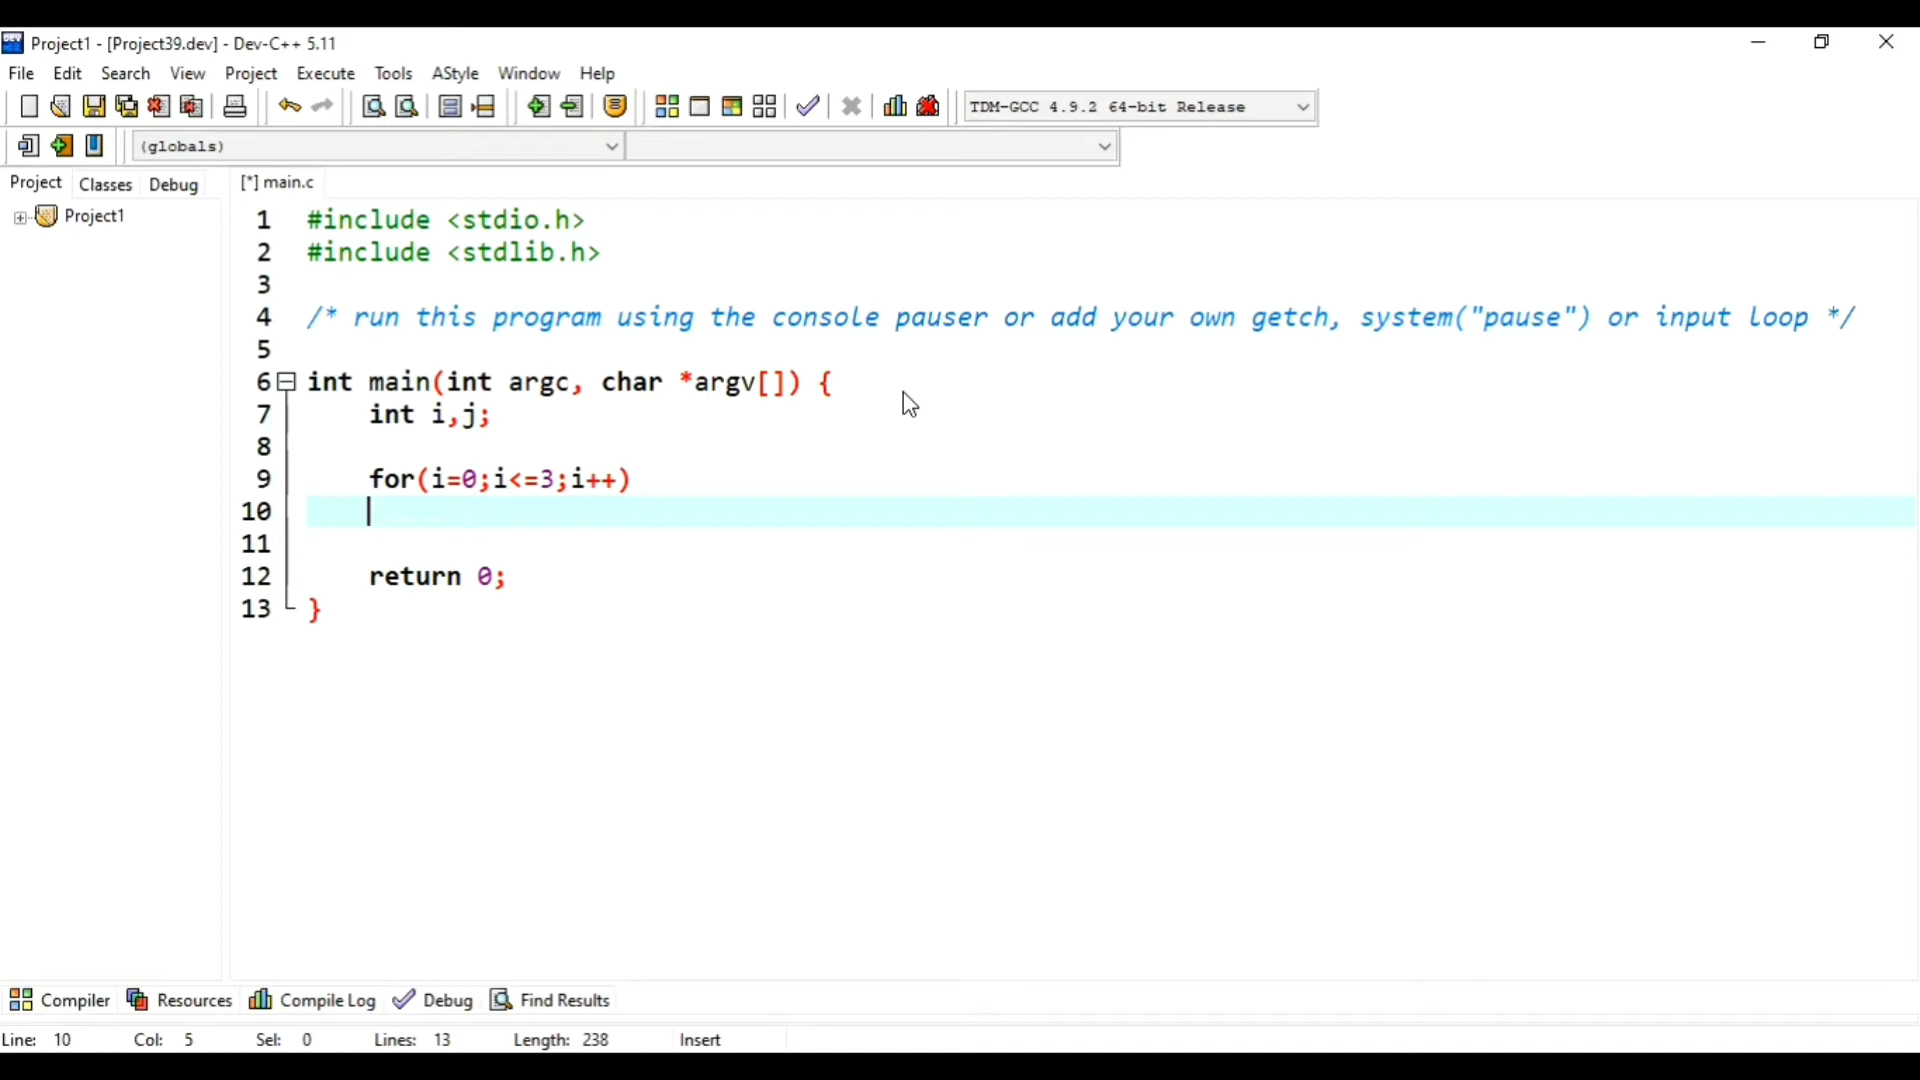 Project1 - [Project39.dev] - Dev-C++ 5.11
File Edit Search View Project Execute Tools AStyle Window Help
TDM-GCC 4.9.2 64-bit Release
(globals)
Project Classes Debug [*] main.c
Project1
1 #include <stdio.h>
2 #include <stdlib.h>
3
4 /* run this program using the console pauser or add your own getch, system("pause") or input loop */
5
6 int main(int argc, char *argv[]) {
7 int i,j;
8
9 for(i=0;i<=3;i++)
10
11
12 return 0;
13 }
Compiler Resources Compile Log Debug Find Results
Line: 10 Col: 5 Sel: 0 Lines: 13 Length: 238 Insert